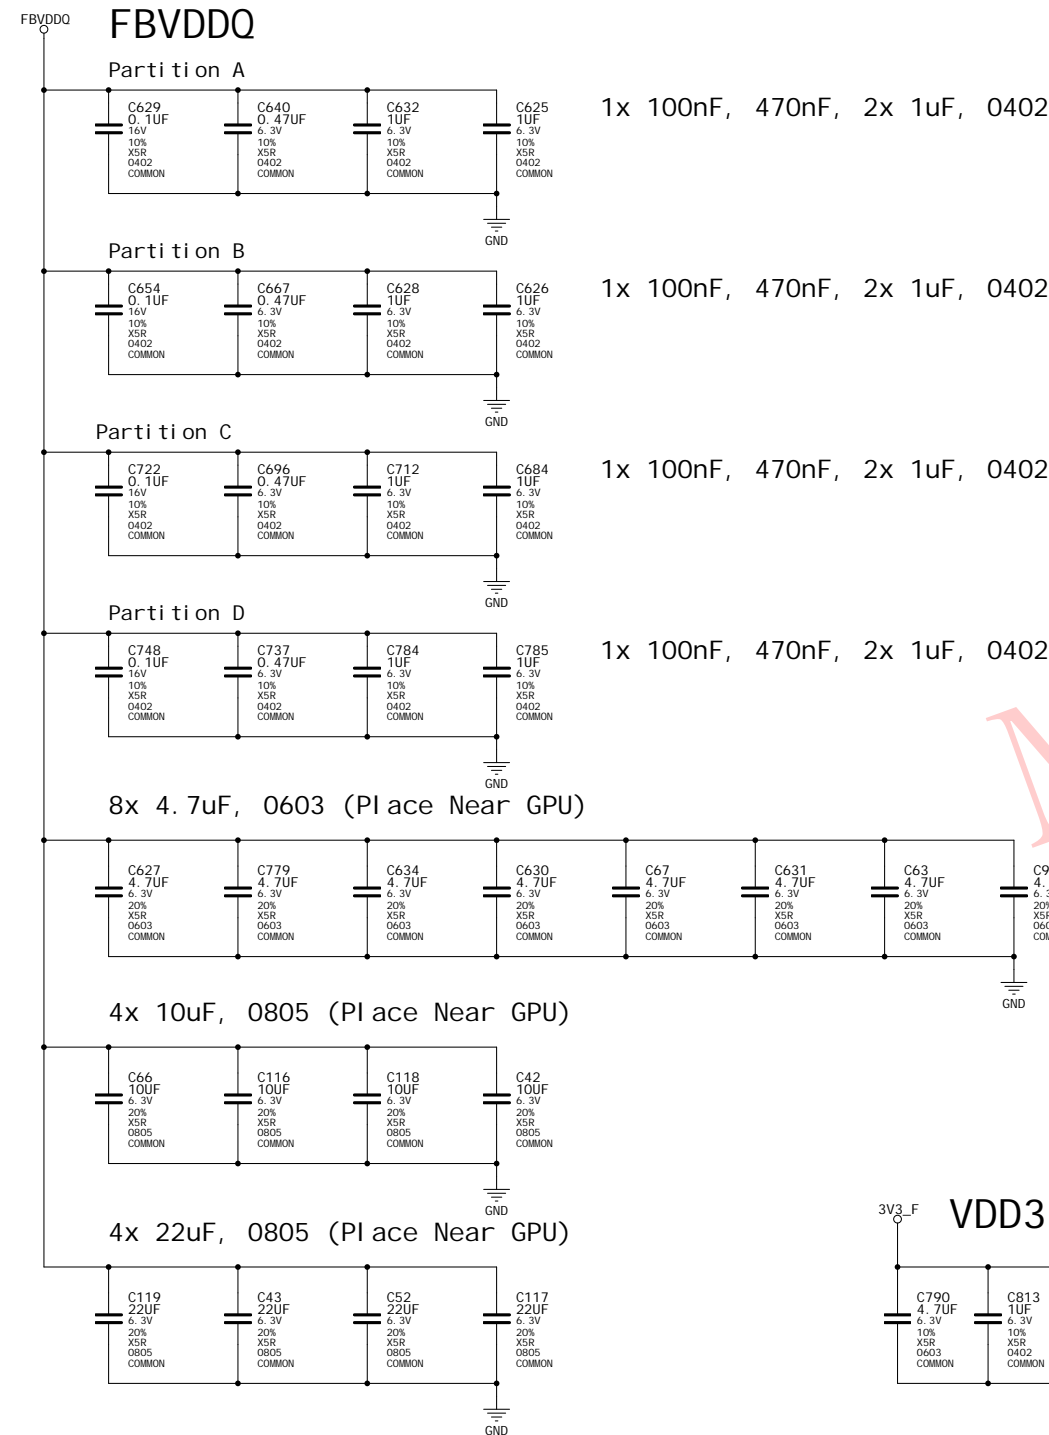 FBVDDQ
FBVDDQ
Partition A
C629
0.1UF
16V
10%
X5R
0402
COMMON
C640
0.47UF
6.3V
10%
X5R
0402
COMMON
C632
1UF
6.3V
10%
X5R
0402
COMMON
C625
1UF
6.3V
10%
X5R
0402
COMMON
1x 100nF, 470nF, 2x 1uF, 0402
GND
Partition B
C654
0.1UF
16V
10%
X5R
0402
COMMON
C667
0.47UF
6.3V
10%
X5R
0402
COMMON
C628
1UF
6.3V
10%
X5R
0402
COMMON
C626
1UF
6.3V
10%
X5R
0402
COMMON
1x 100nF, 470nF, 2x 1uF, 0402
GND
Partition C
C722
0.1UF
16V
10%
X5R
0402
COMMON
C696
0.47UF
6.3V
10%
X5R
0402
COMMON
C712
1UF
6.3V
10%
X5R
0402
COMMON
C684
1UF
6.3V
10%
X5R
0402
COMMON
1x 100nF, 470nF, 2x 1uF, 0402
GND
Partition D
C748
0.1UF
16V
10%
X5R
0402
COMMON
C737
0.47UF
6.3V
10%
X5R
0402
COMMON
C784
1UF
6.3V
10%
X5R
0402
COMMON
C785
1UF
6.3V
10%
X5R
0402
COMMON
1x 100nF, 470nF, 2x 1uF, 0402
GND
8x 4.7uF, 0603 (Place Near GPU)
C627
4.7UF
6.3V
20%
X5R
0603
COMMON
C779
4.7UF
6.3V
20%
X5R
0603
COMMON
C634
4.7UF
6.3V
20%
X5R
0603
COMMON
C630
4.7UF
6.3V
20%
X5R
0603
COMMON
C67
4.7UF
6.3V
20%
X5R
0603
COMMON
C631
4.7UF
6.3V
20%
X5R
0603
COMMON
C63
4.7UF
6.3V
20%
X5R
0603
COMMON
GND
4x 10uF, 0805 (Place Near GPU)
C66
10UF
6.3V
20%
X5R
0805
COMMON
C116
10UF
6.3V
20%
X5R
0805
COMMON
C118
10UF
6.3V
20%
X5R
0805
COMMON
C42
10UF
6.3V
20%
X5R
0805
COMMON
GND
4x 22uF, 0805 (Place Near GPU)
C119
22UF
6.3V
20%
X5R
0805
COMMON
C43
22UF
6.3V
20%
X5R
0805
COMMON
C52
22UF
6.3V
20%
X5R
0805
COMMON
C117
22UF
6.3V
20%
X5R
0805
COMMON
GND
3V3_F
VDD3
C790
4.7UF
6.3V
10%
X5R
0603
COMMON
C813
1UF
6.3V
10%
X5R
0402
COMMON